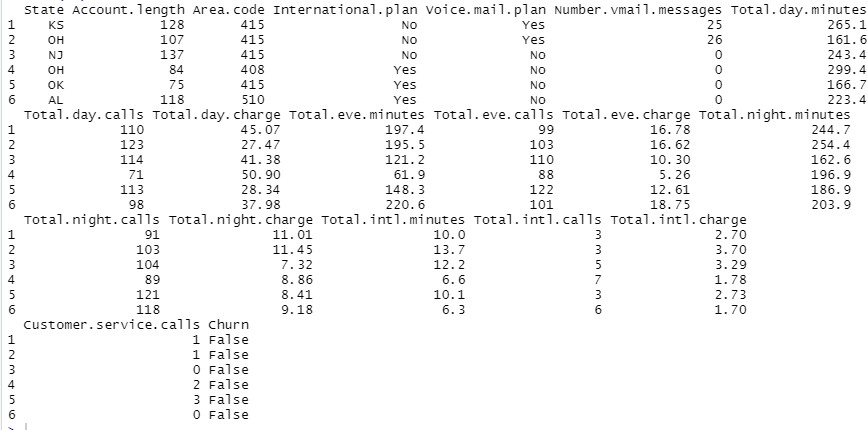 State Account.length Area.code International.plan Voice.mail.plan Number.vmail.messages Total.day.minutes
1 KS 128 415 No Yes 25 265.1
2 OH 107 415 No Yes 26 161.6
3 NJ 137 415 No No 0 243.4
4 OH 84 408 Yes No 0 299.4
5 OK 75 415 Yes No 0 166.7
6 AL 118 510 Yes No 0 223.4
Total.day.calls Total.day.charge Total.eve.minutes Total.eve.calls Total.eve.charge Total.night.minutes
1 110 45.07 197.4 99 16.78 244.7
2 123 27.47 195.5 103 16.62 254.4
3 114 41.38 121.2 110 10.30 162.6
4 71 50.90 61.9 88 5.26 196.9
5 113 28.34 148.3 122 12.61 186.9
6 98 37.98 220.6 101 18.75 203.9
Total.night.calls Total.night.charge Total.intl.minutes Total.intl.calls Total.intl.charge
1 91 11.01 10.0 3 2.70
2 103 11.45 13.7 3 3.70
3 104 7.32 12.2 5 3.29
4 89 8.86 6.6 7 1.78
5 121 8.41 10.1 3 2.73
6 118 9.18 6.3 6 1.70
Customer.service.calls Churn
1 1 False
2 1 False
3 0 False
4 2 False
5 3 False
6 0 False
>